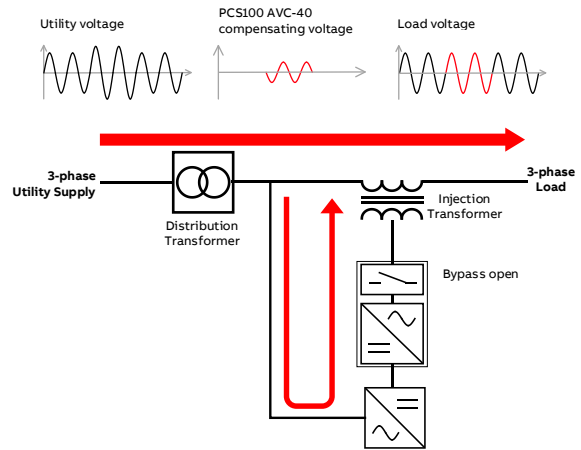 Utility voltage
PCS100 AVC-40
compensating voltage
Load voltage
3-phase
Utility Supply
Distribution
Transformer
3-phase
Load
Injection
Transformer
Bypass open